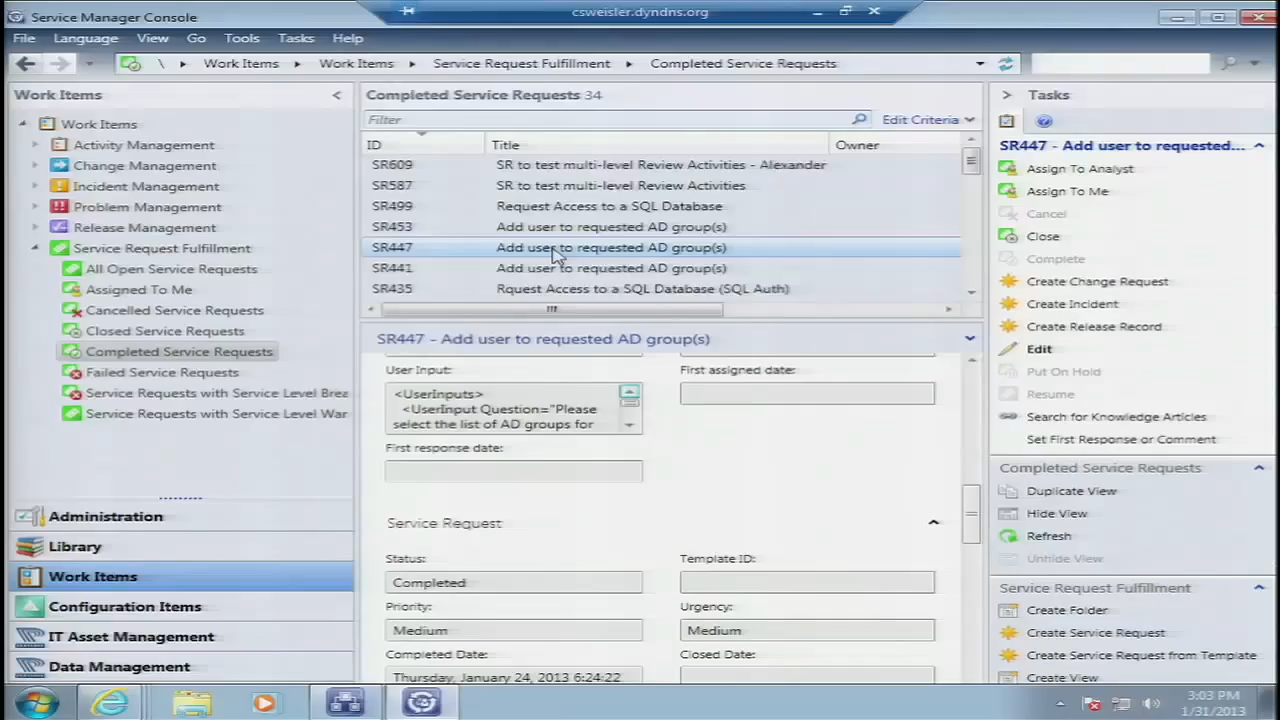 Service Manager Console
csweisler.dyndns.org
File Language View Go Tools Tasks Help
\ Work Items Work Items Service Request Fulfillment Completed Service Requests
Work Items
Work Items
Activity Management
Change Management
Incident Management
Problem Management
Release Management
Service Request Fulfillment
All Open Service Requests
Assigned To Me
Cancelled Service Requests
Closed Service Requests
Completed Service Requests
Failed Service Requests
Service Requests with Service Level Brea
Service Requests with Service Level War
Administration
Library
Work Items
Configuration Items
IT Asset Management
Data Management
Completed Service Requests 34
Filter
Edit Criteria
ID Title Owner
SR609 SR to test multi-level Review Activities - Alexander
SR587 SR to test multi-level Review Activities
SR499 Request Access to a SQL Database
SR453 Add user to requested AD group(s)
SR447 Add user to requested AD group(s)
SR441 Add user to requested AD group(s)
SR435 Rquest Access to a SQL Database (SQL Auth)
SR447 - Add user to requested AD group(s)
User Input: First assigned date:
<UserInputs>
<UserInput Question="Please
select the list of AD groups for
First response date:
Service Request
Status: Template ID:
Completed
Priority: Urgency:
Medium Medium
Completed Date: Closed Date:
Thursday, January 24, 2013 6:24:22
Tasks
SR447 - Add user to requested...
Assign To Analyst
Assign To Me
Cancel
Close
Complete
Create Change Request
Create Incident
Create Release Record
Edit
Put On Hold
Resume
Search for Knowledge Articles
Set First Response or Comment
Completed Service Requests
Duplicate View
Hide View
Refresh
Unhide View
Service Request Fulfillment
Create Folder
Create Service Request
Create Service Request from Template
Create View
3:03 PM
1/31/2013